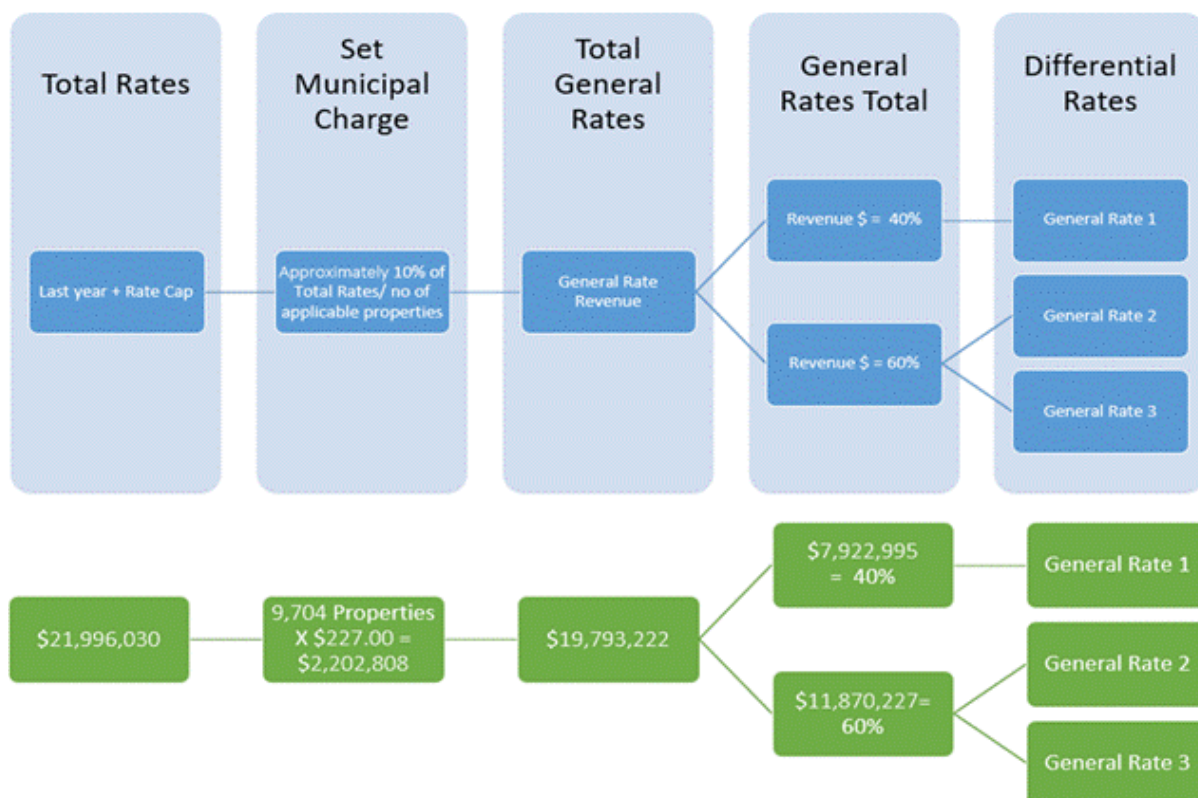 Total Rates
Set
Municipal
Charge
Total
General
Rates
General
Rates Total
Differential
Rates
Last year + Rate Cap
Approximately 10% of
Total Rates/ no of
applicable properties
General Rate
Revenue
Revenue $ = 40%
Revenue $ = 60%
General Rate 1
General Rate 2
General Rate 3
$21,996,030
9,704 Properties
X $227.00 =
$2,202,808
$19,793,222
$7,922,995
= 40%
$11,870,227=
60%
General Rate 1
General Rate 2
General Rate 3